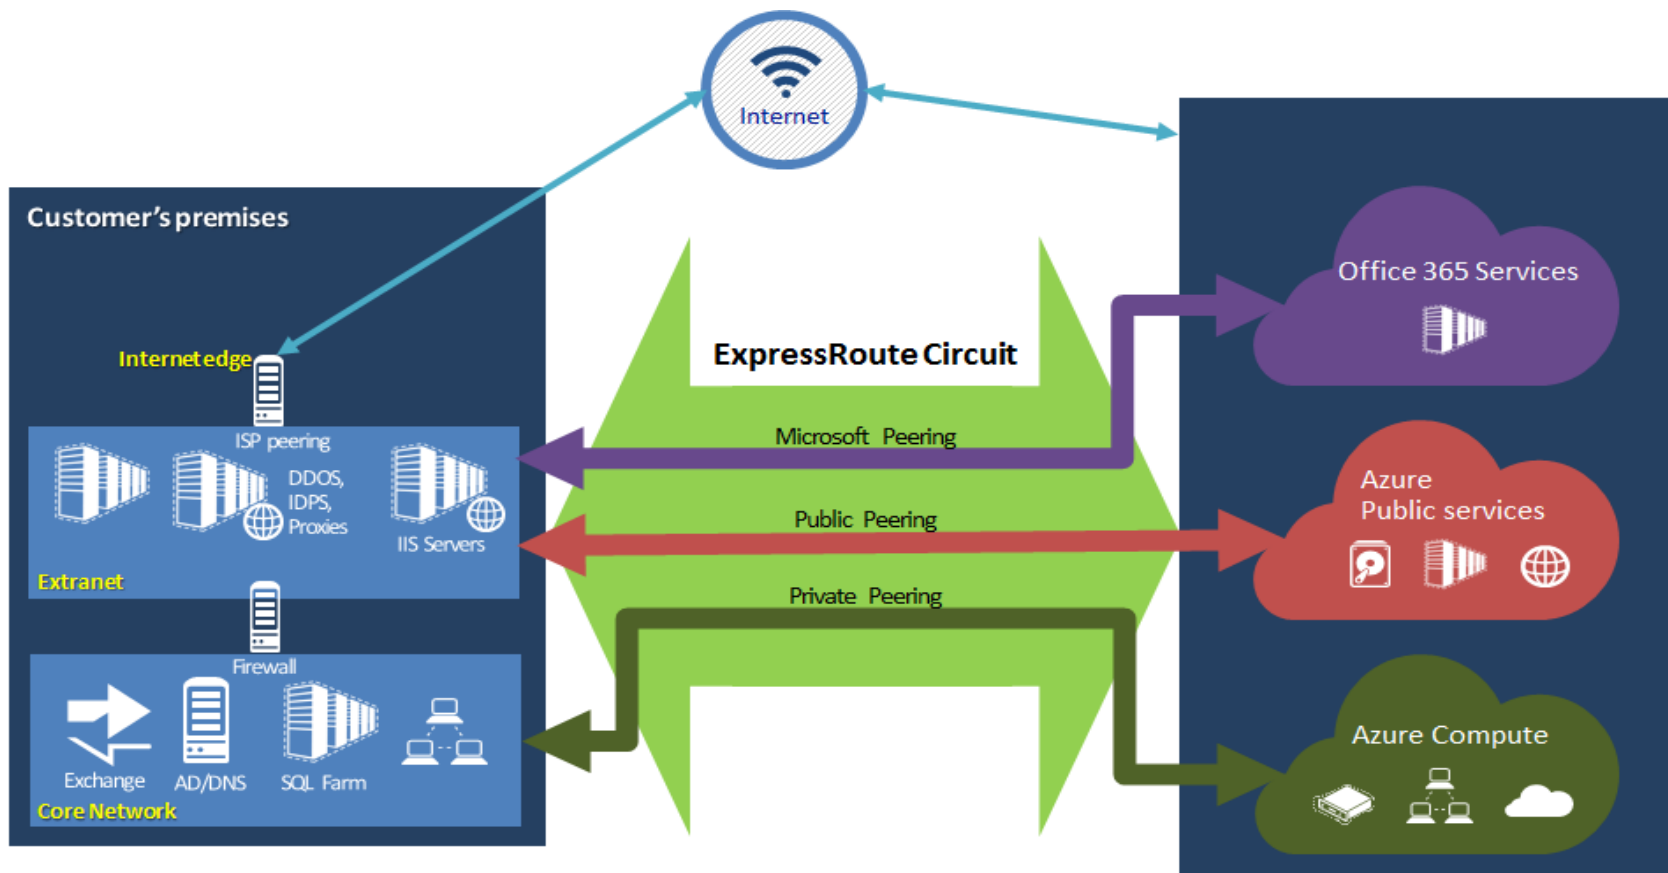 Internet
Customer's premises
Office 365 Services
ExpressRoute Circuit
Internet edge
ISP peering
Microsoft Peering
DDOS,
IDPS,
Proxies
IIS Servers
Azure
Public services
Public Peering
Extranet
Private Peering
Firewall
Azure Compute
Exchange
AD/DNS
SQL Farm
Core Network